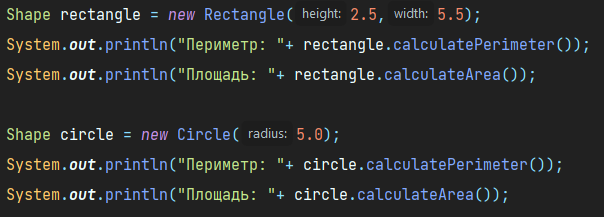 Shape rectangle = new Rectangle( height: 2.5, width: 5.5);
System.out.println("Периметр: "+ rectangle.calculatePerimeter());
System.out.println("Площадь: "+ rectangle.calculateArea());
Shape circle = new Circle( radius: 5.0);
System.out.println("Периметр: "+ circle.calculatePerimeter());
System.out.println("Площадь: "+ circle.calculateArea());